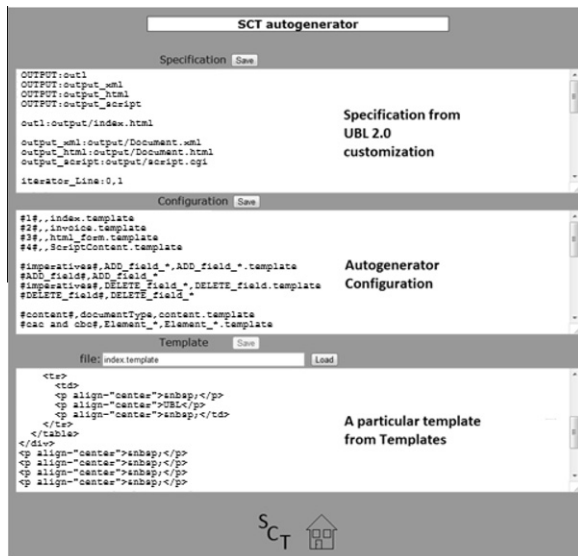 SCT autogenerator
Specification Save
OUTPUT:out1
OUTPUT:output_xml
OUTPUT:output_html
OUTPUT:output_script
out1:output/index.html
output_xml:output/Document.xml
output_html:output/Document.html
output_script:output/script.cgi
iterator_Line:0,1
Specification from
UBL 2.0
customization
Configuration Save
#1#,,index.template
#2#,,invoice.template
#3#,,html_form.template
#4#,,ScriptContent.template
#imperatives#,ADD_field_*,ADD_field_*.template
#ADD_field#,ADD_field_*
#imperatives#,DELETE_field_*,DELETE_field.template
#DELETE_field#,DELETE_field_*
#content#,documentType,content.template
#cac and cbc#,Element_*,Element_*.template
Autogenerator
Configuration
Template Save
file: index.template Load
<tr>
<td>
<p align="center">&nbsp;</p>
<p align="center">UBL</p>
<p align="center">&nbsp;</td>
</tr>
</table>
</div>
<p align="center">&nbsp;</p>
<p align="center">&nbsp;</p>
<p align="center">&nbsp;</p>
<p align="center">&nbsp;</p>
A particular template
from Templates
SCT